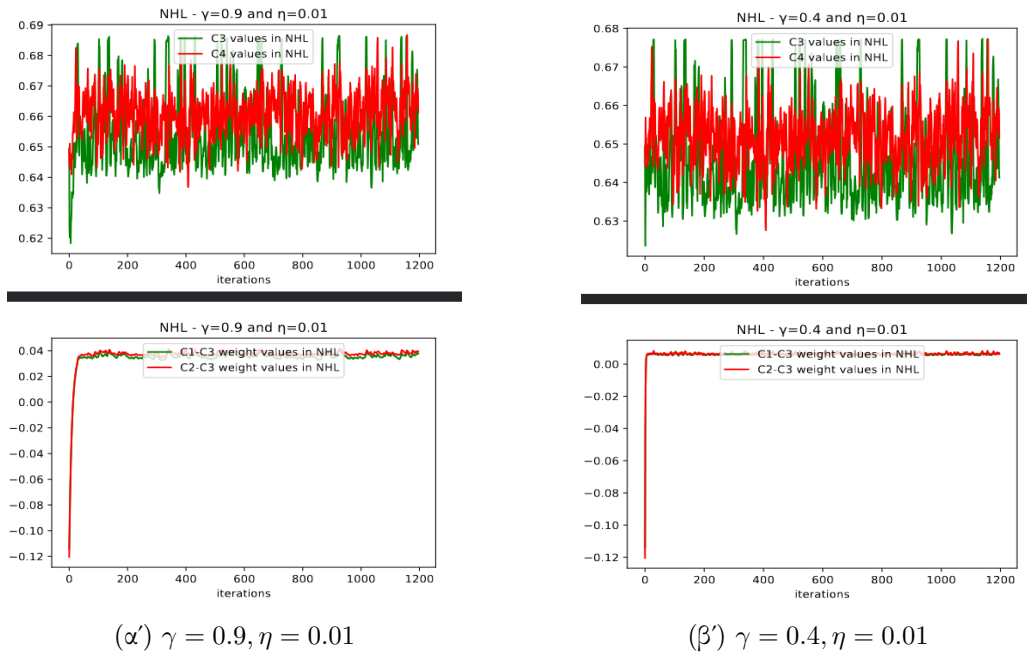 NHL - γ=0.9 and η=0.01
C3 values in NHL
C4 values in NHL
0.69
0.68
0.67
0.66
0.65
0.64
0.63
0.62
0 200 400 600 800 1000 1200
iterations
NHL - γ=0.4 and η=0.01
C3 values in NHL
C4 values in NHL
0.68
0.67
0.66
0.65
0.64
0.63
0 200 400 600 800 1000 1200
iterations
NHL - γ=0.9 and η=0.01
C1-C3 weight values in NHL
C2-C3 weight values in NHL
0.04
0.02
0.00
−0.02
−0.04
−0.06
−0.08
−0.10
−0.12
0 200 400 600 800 1000 1200
iterations
NHL - γ=0.4 and η=0.01
C1-C3 weight values in NHL
C2-C3 weight values in NHL
0.00
−0.02
−0.04
−0.06
−0.08
−0.10
−0.12
0 200 400 600 800 1000 1200
iterations
(αʹ) γ = 0.9, η = 0.01
(βʹ) γ = 0.4, η = 0.01